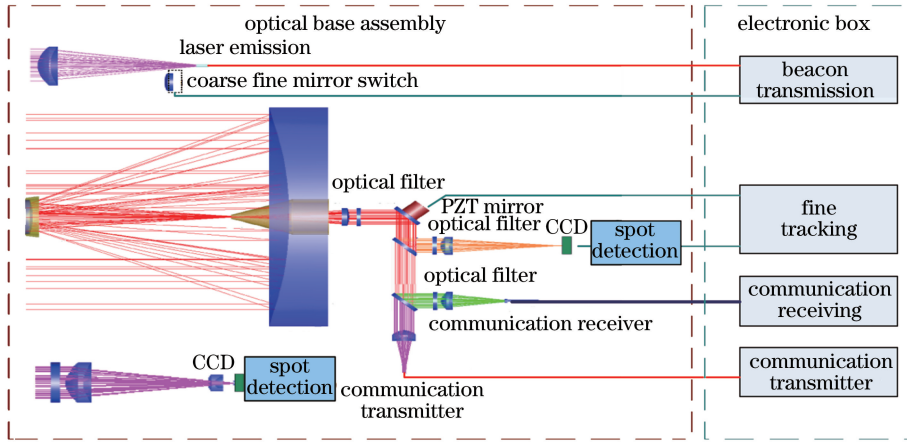 optical base assembly
electronic box
laser emission
coarse fine mirror switch
beacon
transmission
optical filter
PZT mirror
optical filter
CCD
spot
detection
fine
tracking
optical filter
communication receiver
communication
receiving
CCD
spot
detection
communication
transmitter
communication
transmitter